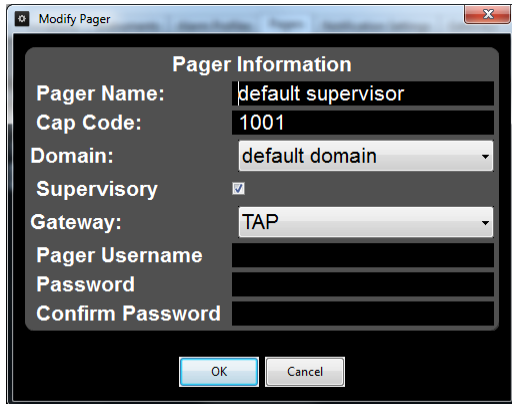 Modify Pager
Pager Information
Pager Name: default supervisor
Cap Code: 1001
Domain: default domain
Supervisory
Gateway: TAP
Pager Username
Password
Confirm Password
OK Cancel